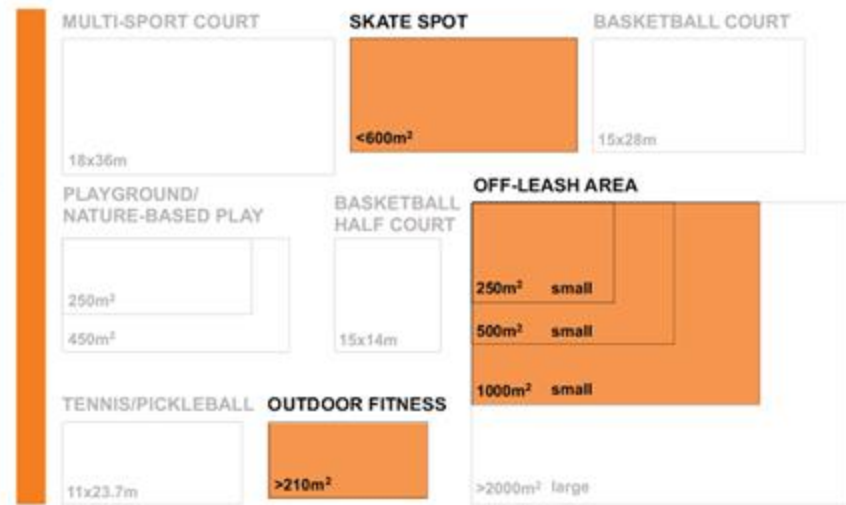 MULTI-SPORT COURT
18x36m
SKATE SPOT
<600m²
BASKETBALL COURT
15x28m
PLAYGROUND/
NATURE-BASED PLAY
250m²
450m²
BASKETBALL
HALF COURT
15x14m
OFF-LEASH AREA
250m² small
500m² small
1000m² small
>2000m² large
TENNIS/PICKLEBALL
11x23.7m
OUTDOOR FITNESS
>210m²